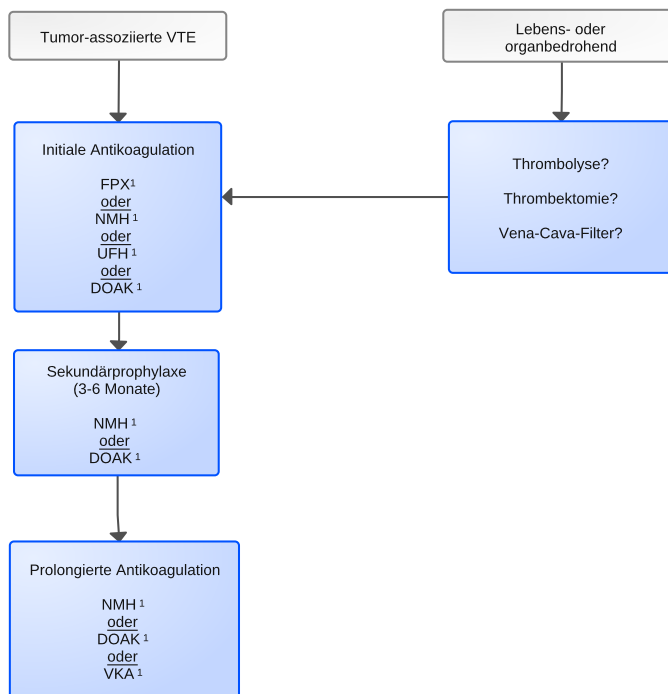 Tumor-assoziierte VTE
Lebens- oder
organbedrohend
Initiale Antikoagulation
FPX¹
oder
NMH ¹
oder
UFH ¹
oder
DOAK ¹
Thrombolyse?
Thrombektomie?
Vena-Cava-Filter?
Sekundärprophylaxe
(3-6 Monate)
NMH ¹
oder
DOAK ¹
Prolongierte Antikoagulation
NMH ¹
oder
DOAK ¹
oder
VKA ¹